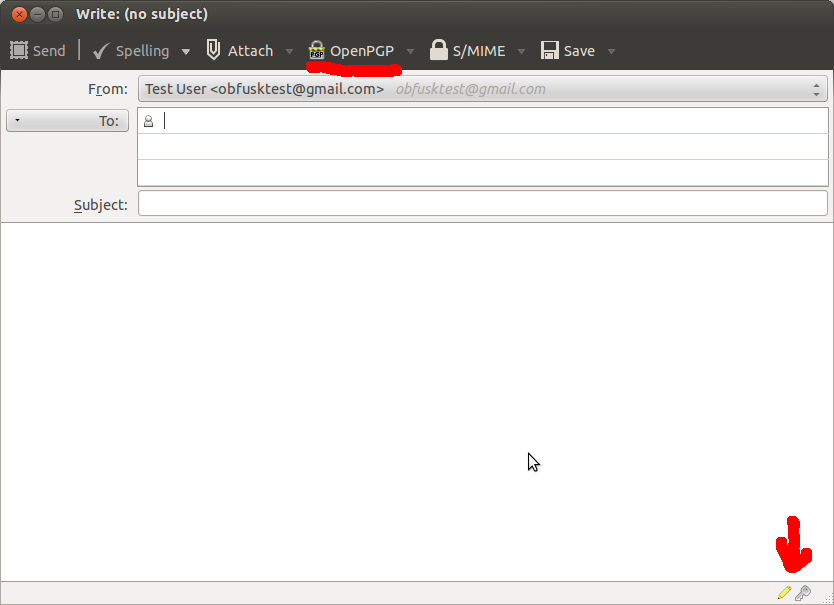 Write: (no subject)
Send Spelling Attach OpenPGP S/MIME Save
From: Test User <obfusktest@gmail.com> obfusktest@gmail.com
To:
Subject:
PGP